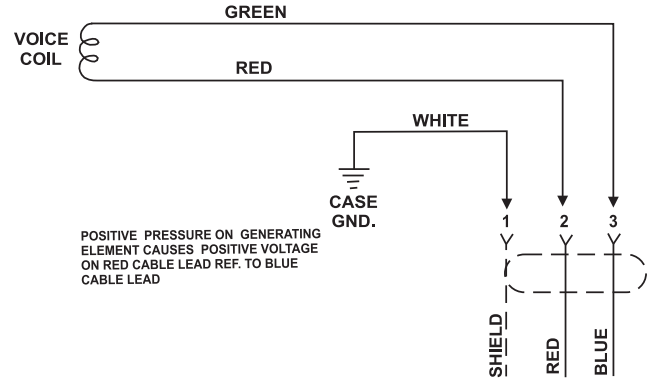 GREEN
VOICE
COIL
RED
WHITE
CASE
GND.
1 2 3
POSITIVE PRESSURE ON GENERATING
ELEMENT CAUSES POSITIVE VOLTAGE
ON RED CABLE LEAD REF. TO BLUE
CABLE LEAD
SHIELD
RED
BLUE